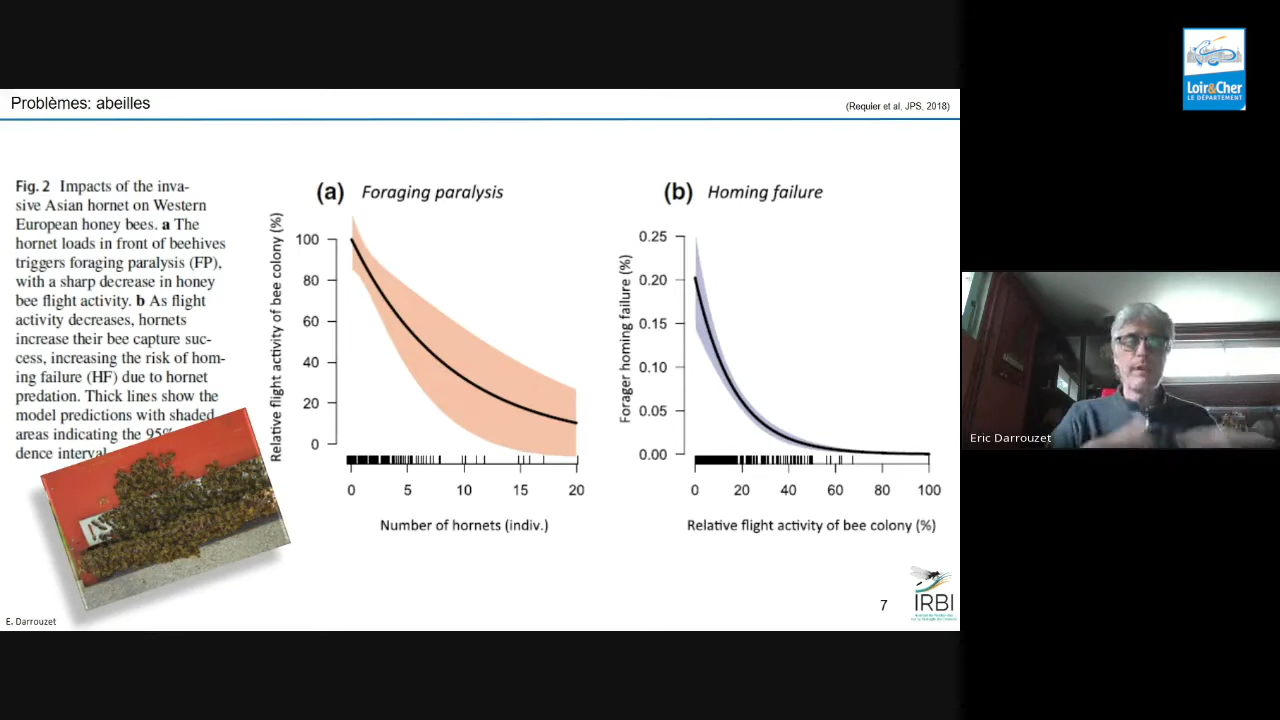 Problèmes: abeilles
(Requier et al, JPS, 2018)
Fig. 2 Impacts of the inva-
sive Asian hornet on Western
European honey bees. a The
hornet loads in front of beehives
triggers foraging paralysis (FP),
with a sharp decrease in honey
bee flight activity. b As flight
activity decreases, hornets
increase their bee capture suc-
cess, increasing the risk of hom-
ing failure (HF) due to hornet
predation. Thick lines show the
model predictions with shaded
areas indicating the 95%
dence interval
(a) Foraging paralysis
Relative flight activity of bee colony (%)
100
80
60
40
20
0
0 5 10 15 20
Number of hornets (indiv.)
(b) Homing failure
Forager homing failure (%)
0.25
0.20
0.15
0.10
0.05
0.00
0 20 40 60 80 100
Relative flight activity of bee colony (%)
E. Darrouzet
7
IRBI
Loir&Cher
LE DÉPARTEMENT
Eric Darrouzet